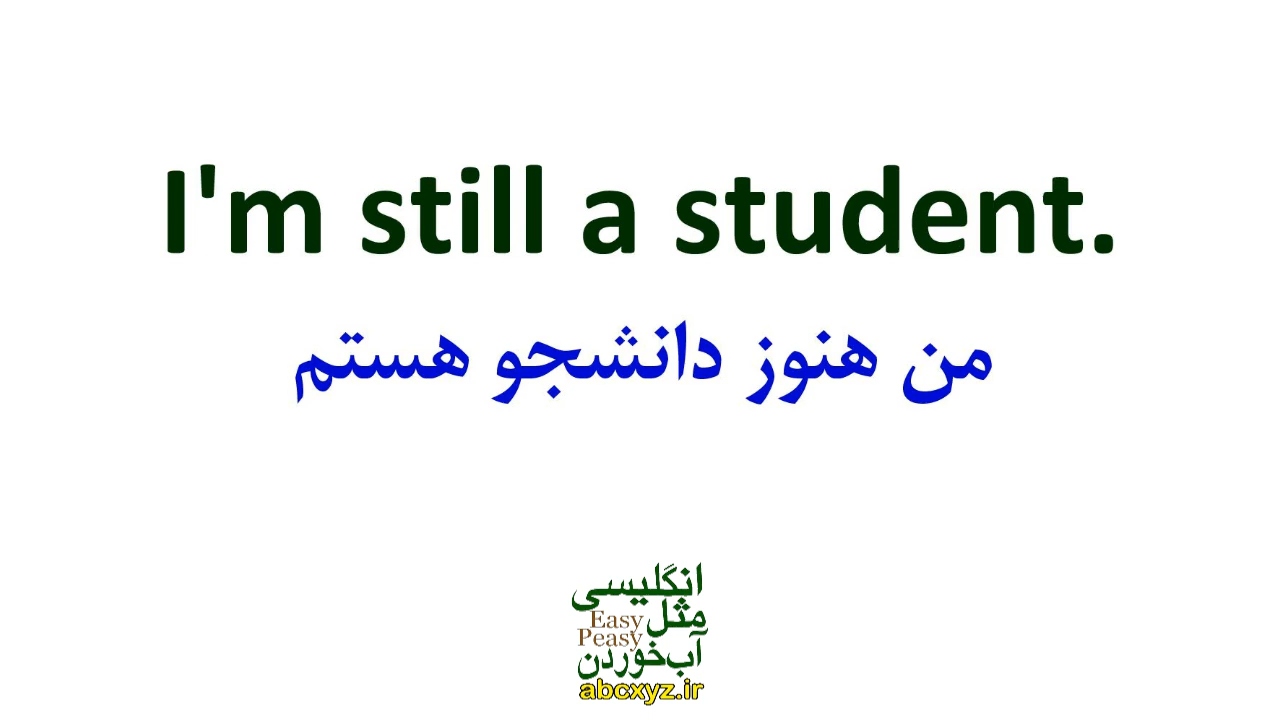 I'm still a student.
من هنوز دانشجو هستم
انگلیسی
مثل
Easy
Peasy
آب‌خوردن
abcxyz.ir